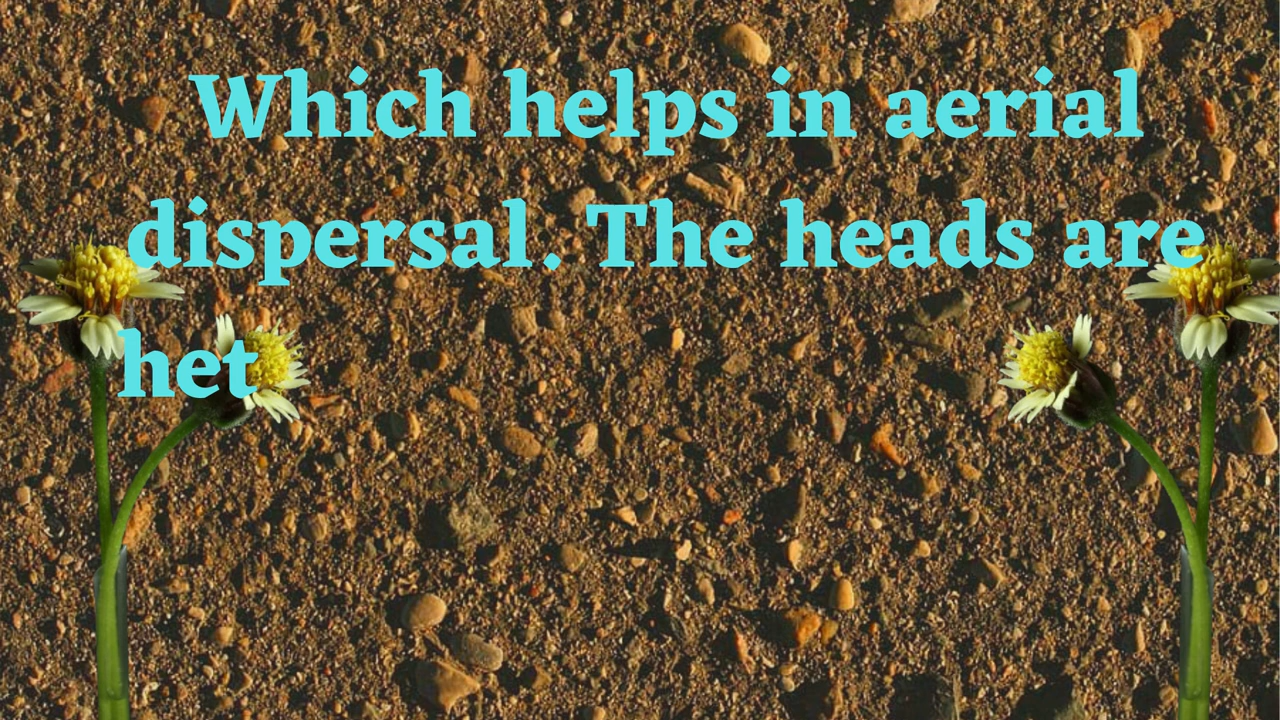 Which helps in aerial
dispersal. The heads are
het